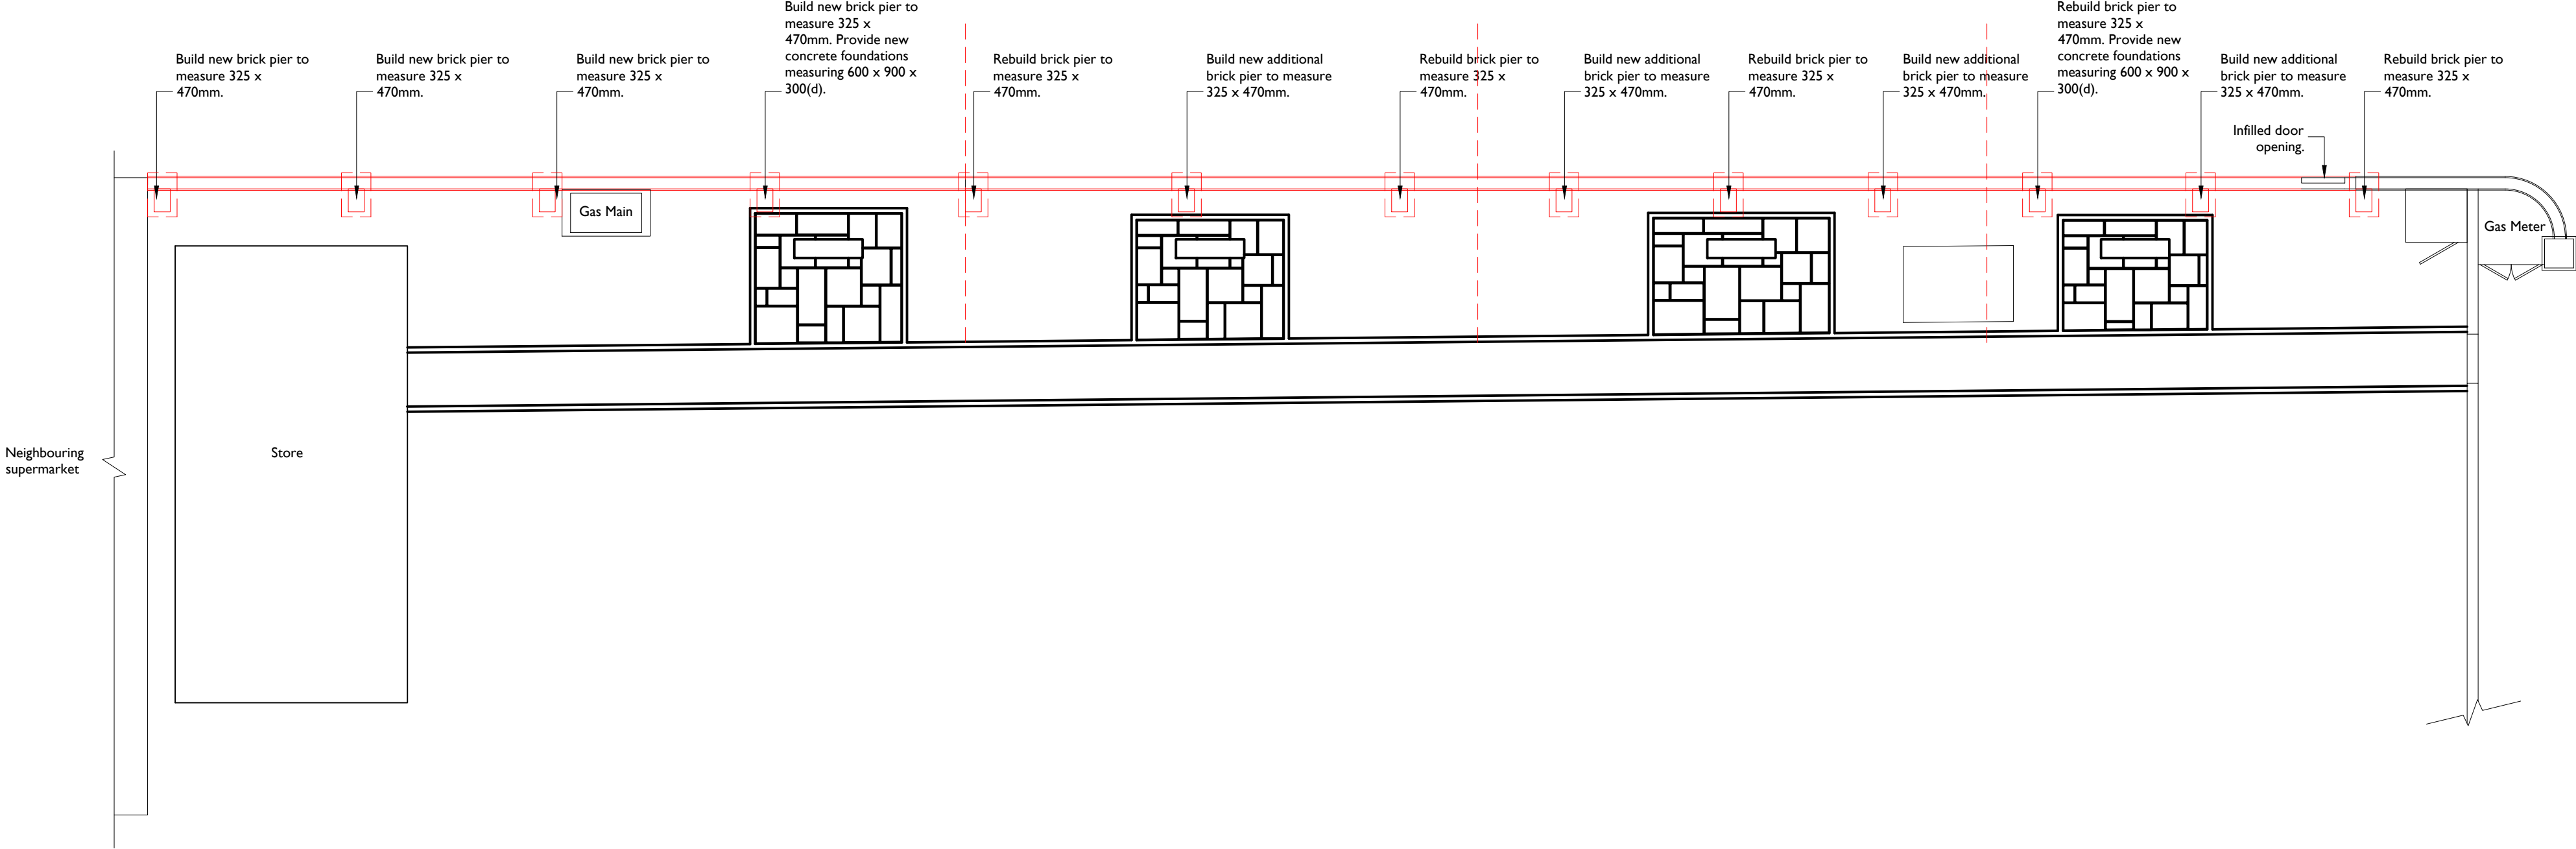 Build new brick pier to
measure 325 x
470mm.
Build new brick pier to
measure 325 x
470mm.
Build new brick pier to
measure 325 x
470mm.
Build new brick pier to
measure 325 x
470mm. Provide new
concrete foundations
measuring 600 x 900 x
300(d).
Rebuild brick pier to
measure 325 x
470mm.
Build new additional
brick pier to measure
325 x 470mm.
Rebuild brick pier to
measure 325 x
470mm.
Build new additional
brick pier to measure
325 x 470mm.
Rebuild brick pier to
measure 325 x
470mm.
Build new additional
brick pier to measure
325 x 470mm.
Rebuild brick pier to
measure 325 x
470mm. Provide new
concrete foundations
measuring 600 x 900 x
300(d).
Build new additional
brick pier to measure
325 x 470mm.
Rebuild brick pier to
measure 325 x
470mm.
Infilled door
opening.
Gas Main
Gas Meter
Neighbouring
supermarket
Store